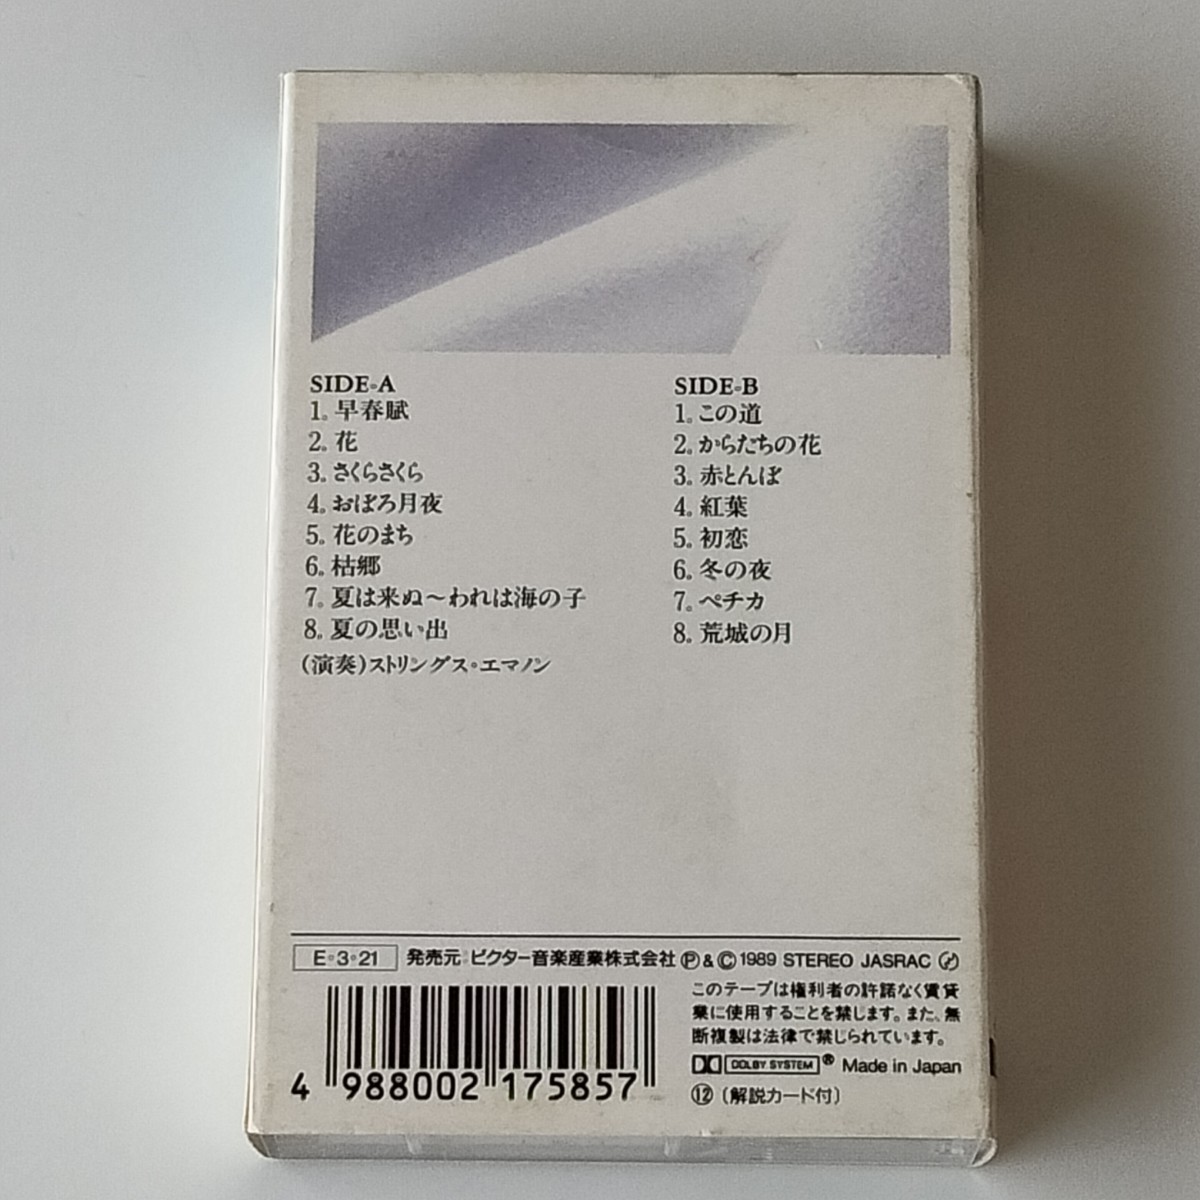 SIDE・A
1。早春賦
2。花
3。さくらさくら
4。おぼろ月夜
5。花のまち
6。枯郷
7。夏は来ぬ～われは海の子
8。夏の思い出
(演奏)ストリングス・エマノン
SIDE・B
1。この道
2。からたちの花
3。赤とんぼ
4。紅葉
5。初恋
6。冬の夜
7。ペチカ
8。荒城の月
E・3・21 発売元:ビクター音楽産業株式会社 Ⓟ&Ⓒ1989 STEREO JASRAC
このテープは権利者の許諾なく賃貸
業に使用することを禁じます。また、無
断複製は法律で禁じられています。
DOLBY SYSTEM® Made in Japan
⑫(解説カード付)
4 988002 175857